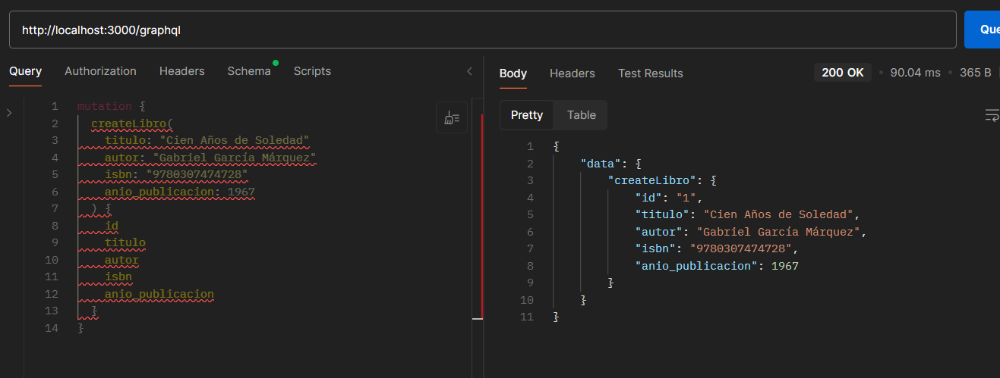 http://localhost:3000/graphql
Que
Query Authorization Headers Schema Scripts
1 mutation {
2 createLibro(
3 titulo: "Cien Años de Soledad"
4 autor: "Gabriel García Márquez"
5 isbn: "9780307474728"
6 anio_publicacion: 1967
7 ) {
8 id
9 titulo
10 autor
11 isbn
12 anio_publicacion
13 }
14 }
Body Headers Test Results 200 OK • 90.04 ms • 365 B
Pretty Table
1 {
2 "data": {
3 "createLibro": {
4 "id": "1",
5 "titulo": "Cien Años de Soledad",
6 "autor": "Gabriel García Márquez",
7 "isbn": "9780307474728",
8 "anio_publicacion": 1967
9 }
10 }
11 }